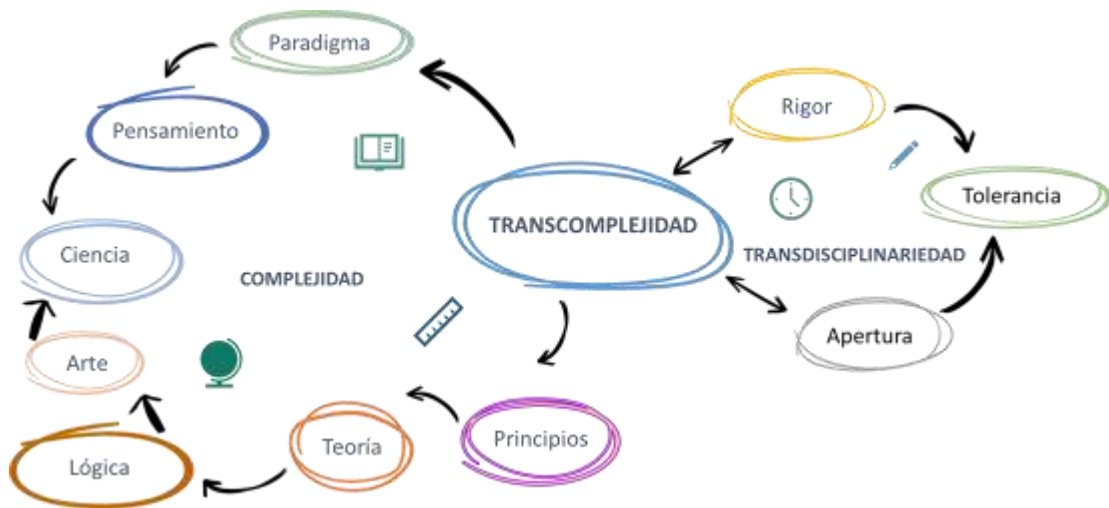 Paradigma
Rigor
Pensamiento
Tolerancia
TRANSCOMPLEJIDAD
Ciencia
COMPLEJIDAD
TRANSDISCIPLINARIEDAD
Apertura
Arte
Lógica
Teoría
Principios